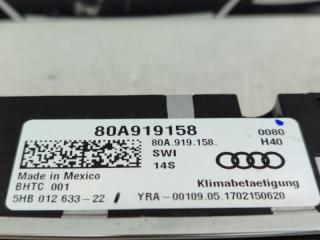 80A919158
80A.919.158.
0080
H40
SWI
14S
Made in Mexico
BHTC 001
Klimabetaetigung
5HB 012 633-22
YRA-00109.05.1702150620